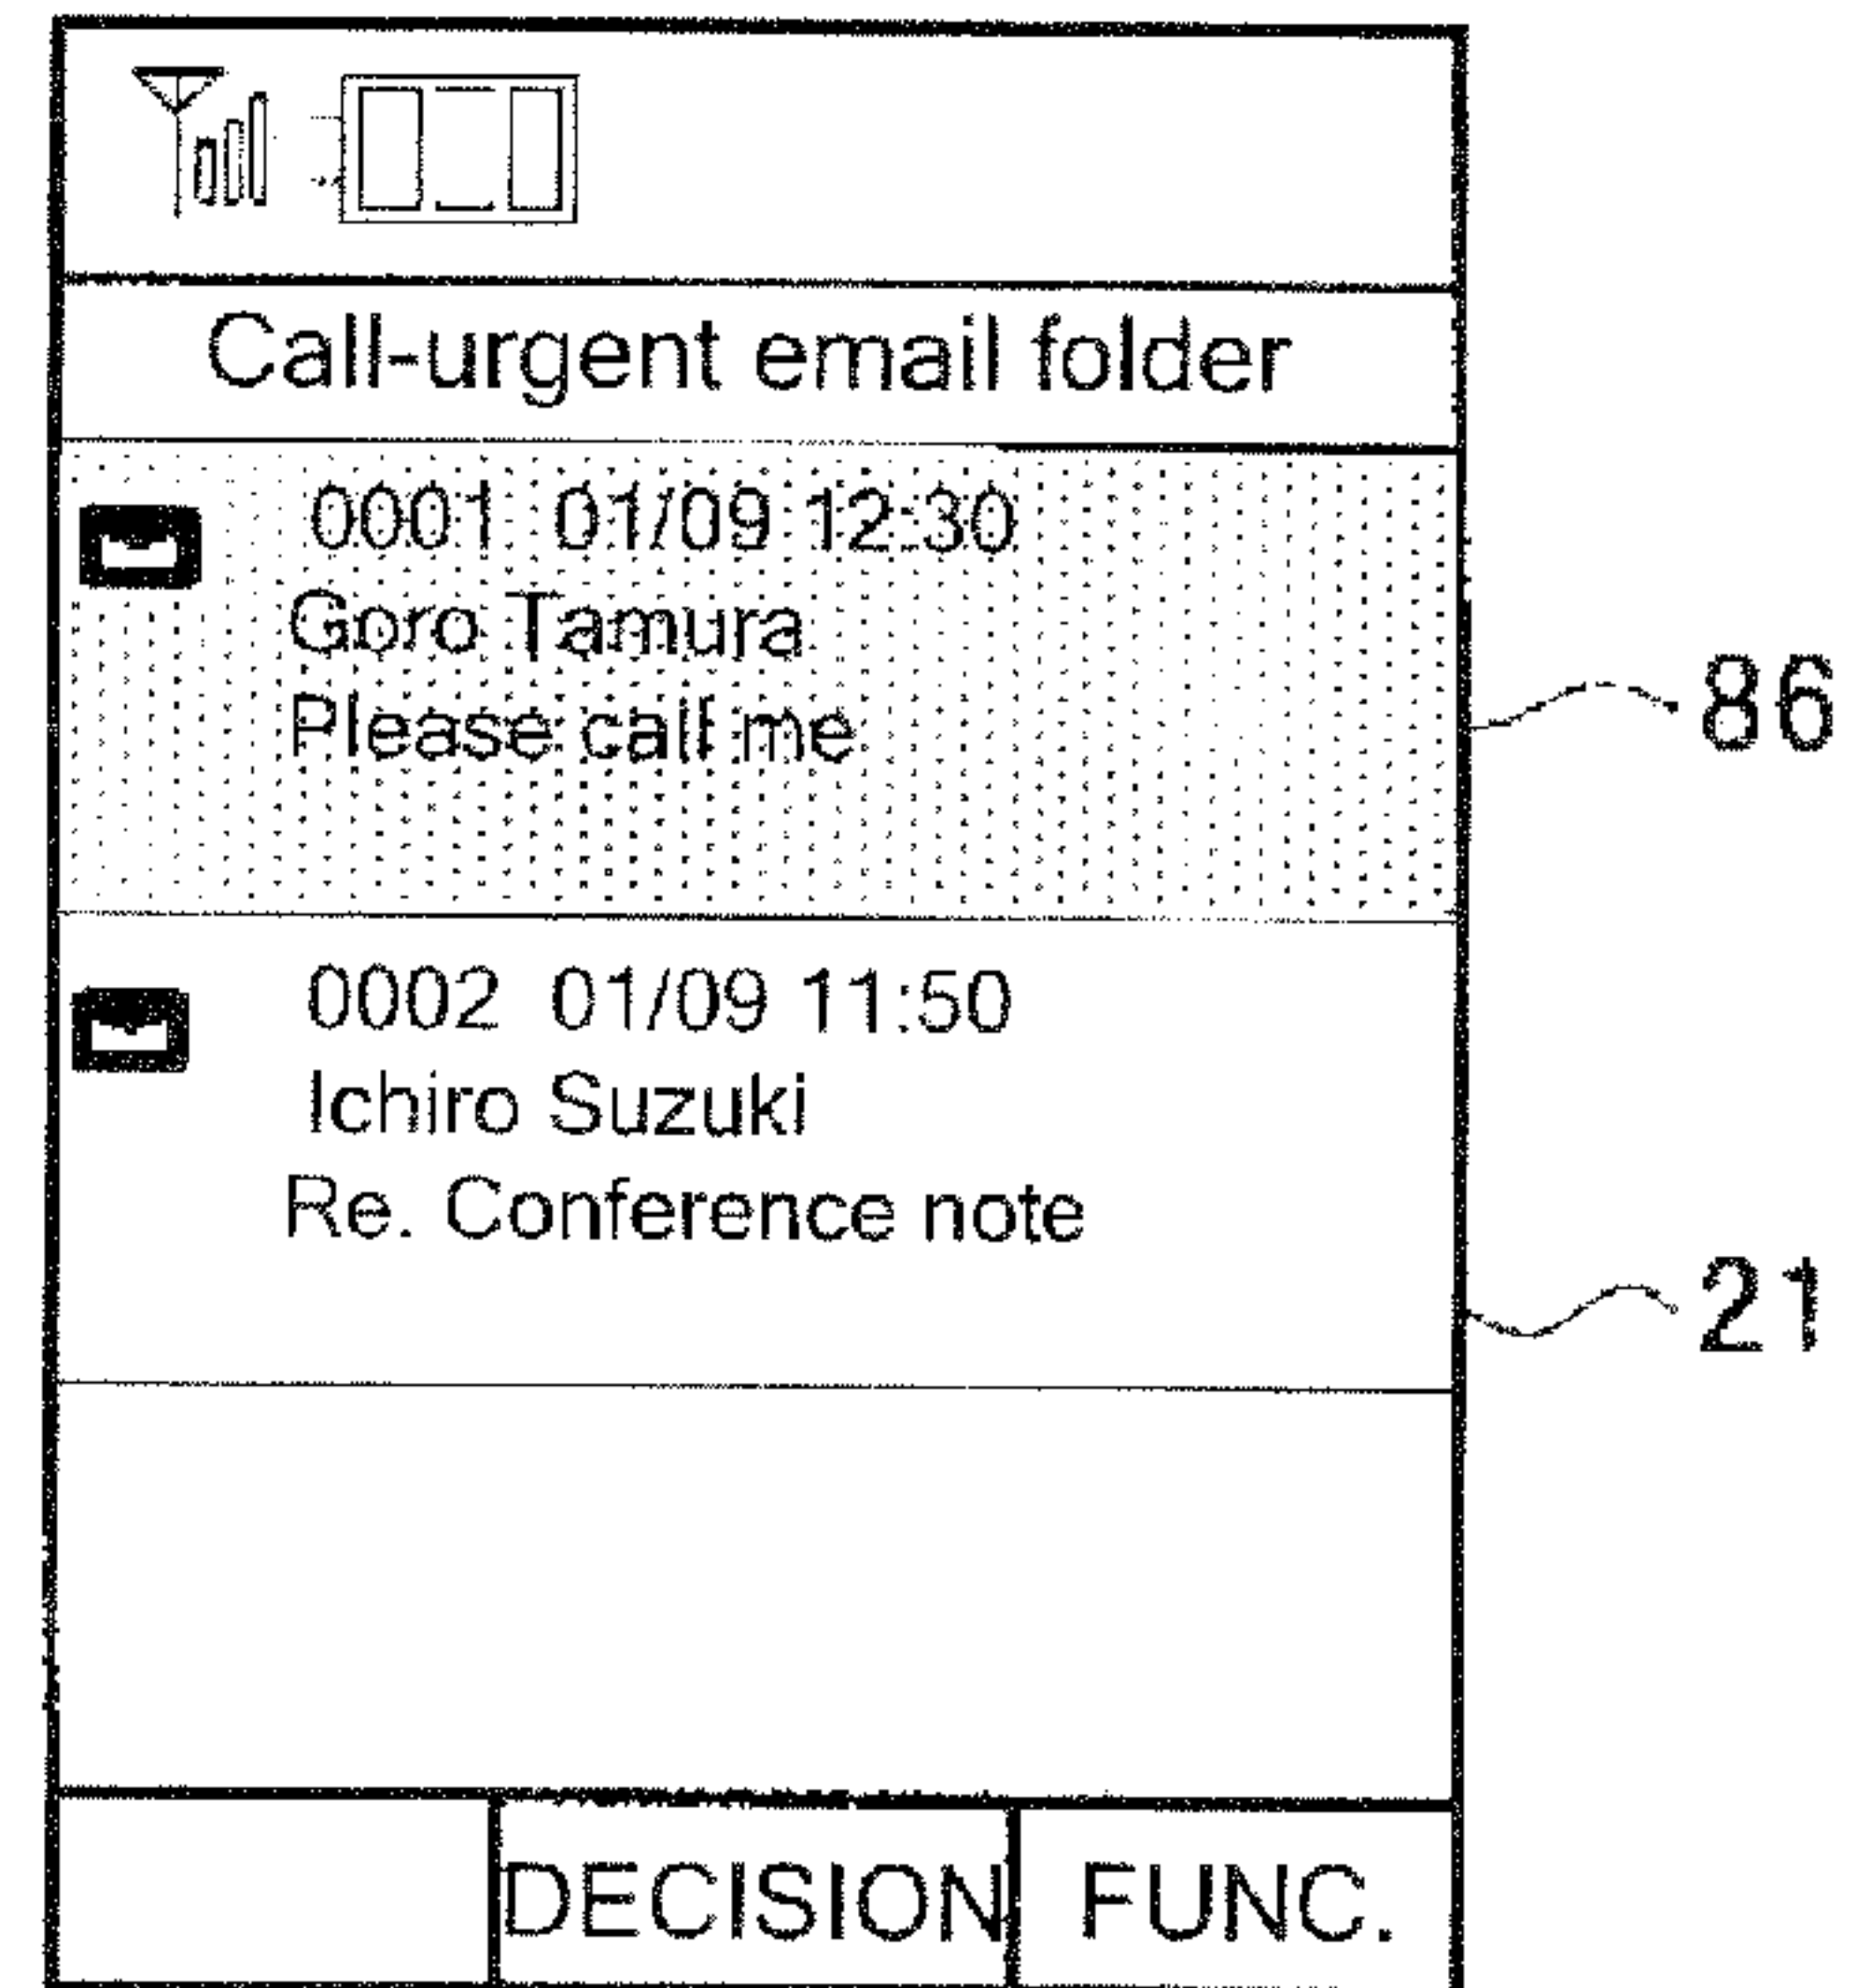 Call-urgent email folder
0001 01/09 12:30
Goro Tamura
Please call me
86
0002 01/09 11:50
Ichiro Suzuki
Re. Conference note
21
DECISION FUNC.